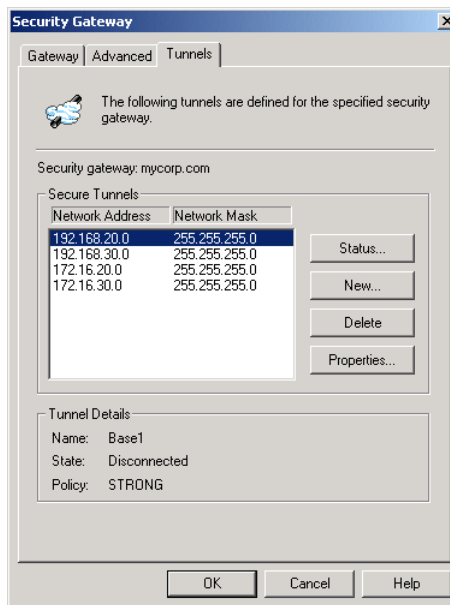 Security Gateway
Gateway Advanced Tunnels
The following tunnels are defined for the specified security
gateway.
Security gateway: mycorp.com
Secure Tunnels
Network Address Network Mask
192.168.20.0 255.255.255.0
192.168.30.0 255.255.255.0
172.16.20.0 255.255.255.0
172.16.30.0 255.255.255.0
Status...
New...
Delete
Properties...
Tunnel Details
Name: Base1
State: Disconnected
Policy: STRONG
OK Cancel Help